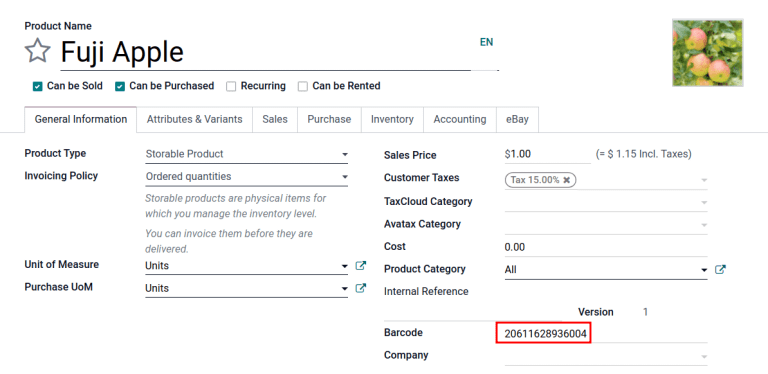 Product Name
Fuji Apple
EN
Can be Sold Can be Purchased Recurring Can be Rented
General Information Attributes & Variants Sales Purchase Inventory Accounting eBay
Product Type Storable Product
Invoicing Policy Ordered quantities
Storable products are physical items for
which you manage the inventory level.
You can invoice them before they are
delivered.
Unit of Measure Units
Purchase UoM Units
Sales Price $1.00 (= $ 1.15 Incl. Taxes)
Customer Taxes Tax 15.00% ✖
TaxCloud Category
Avatax Category
Cost 0.00
Product Category All
Internal Reference
Version 1
Barcode 20611628936004
Company